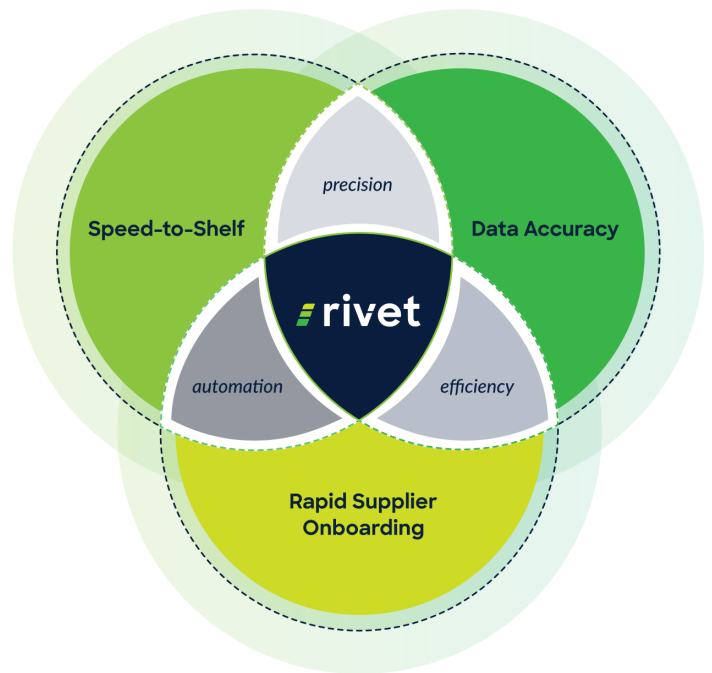 precision
Speed-to-Shelf
Data Accuracy
rivet
automation
efficiency
Rapid Supplier
Onboarding